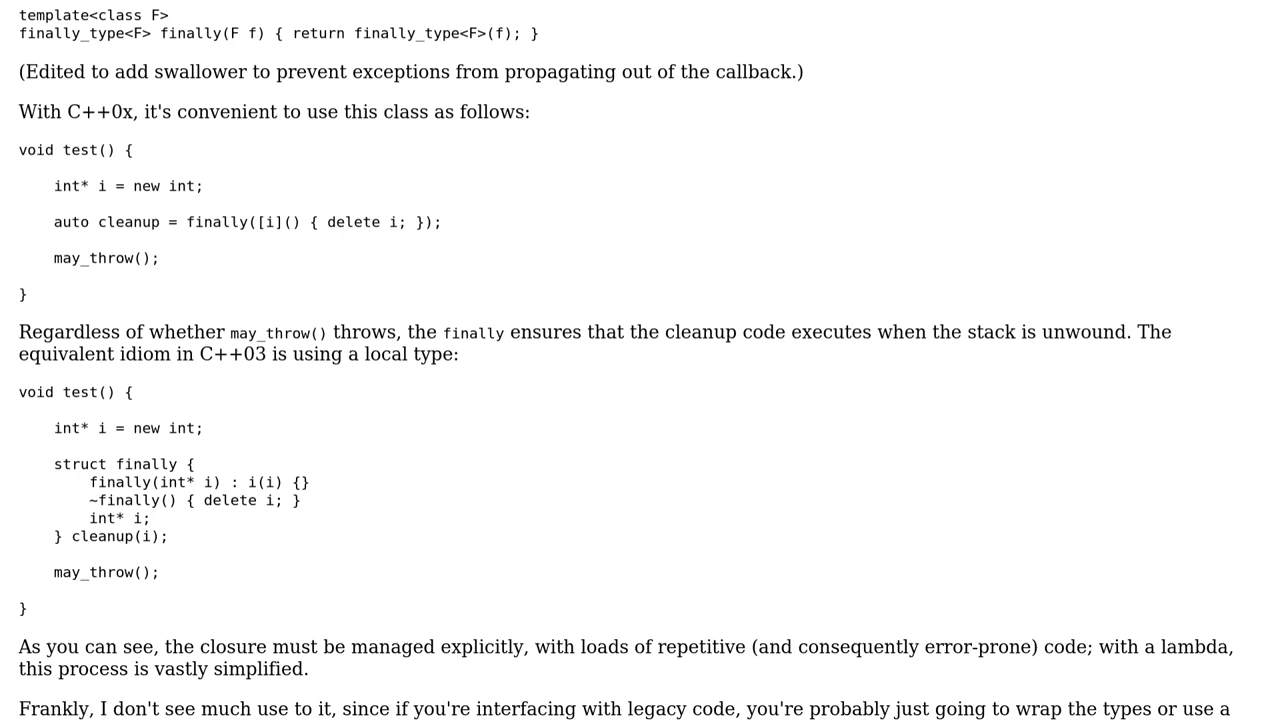 template<class F>
finally_type<F> finally(F f) { return finally_type<F>(f); }
(Edited to add swallower to prevent exceptions from propagating out of the callback.)
With C++0x, it's convenient to use this class as follows:
void test() {
    int* i = new int;
    auto cleanup = finally([i]() { delete i; });
    may_throw();
}
Regardless of whether may_throw() throws, the finally ensures that the cleanup code executes when the stack is unwound. The
equivalent idiom in C++03 is using a local type:
void test() {
    int* i = new int;
    struct finally {
        finally(int* i) : i(i) {}
        ~finally() { delete i; }
        int* i;
    } cleanup(i);
    may_throw();
}
As you can see, the closure must be managed explicitly, with loads of repetitive (and consequently error-prone) code; with a lambda,
this process is vastly simplified.
Frankly, I don't see much use to it, since if you're interfacing with legacy code, you're probably just going to wrap the types or use a